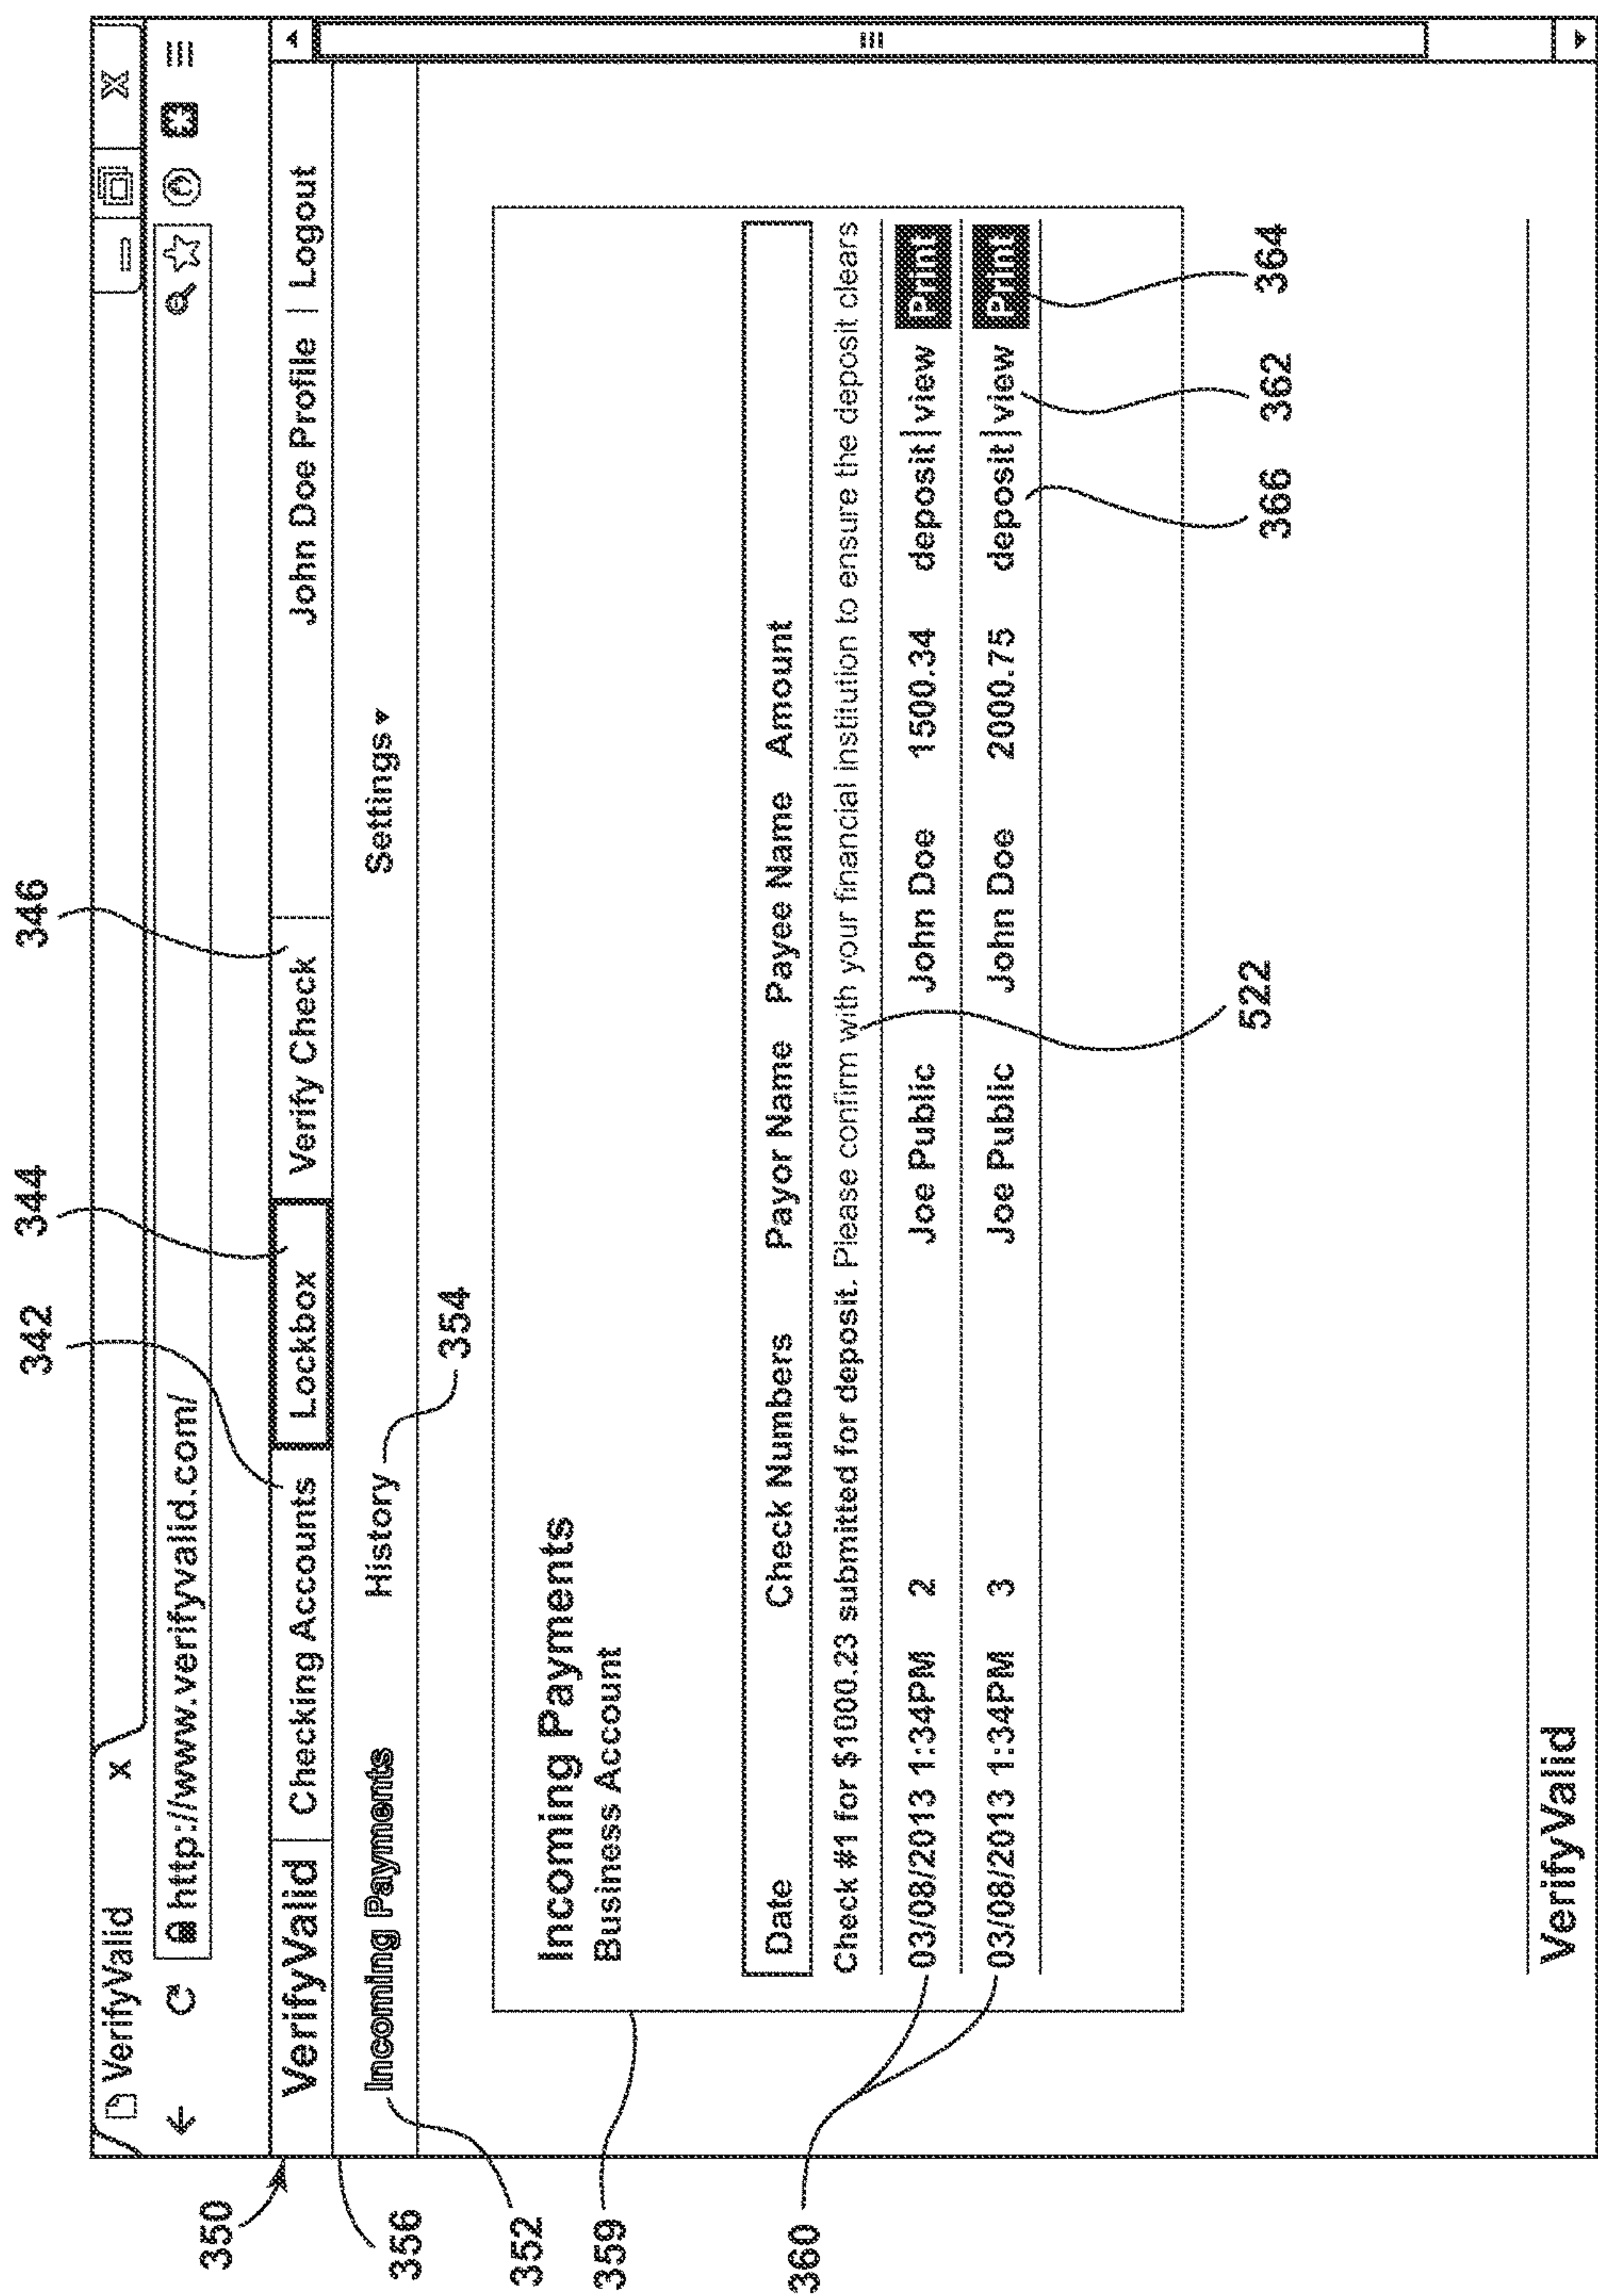 342 344 346
VerifyValid x X
http://www.verifyvalid.com/
350
VerifyValid Checking Accounts Lockbox Verify Check John Doe Profile | Logout
356
Incoming Payments History Settings
352
354
Incoming Payments
359
Business Account
Date Check Numbers Payor Name Payee Name Amount
Check #1 for $1000.23 submitted for deposit. Please confirm with your financial institution to ensure the deposit clears
03/08/2013 1:34PM 2 Joe Public John Doe 1500.34 deposit|view Print
03/08/2013 1:34PM 3 Joe Public John Doe 2000.75 deposit|view Print
360
522 366 362 364
VerifyValid